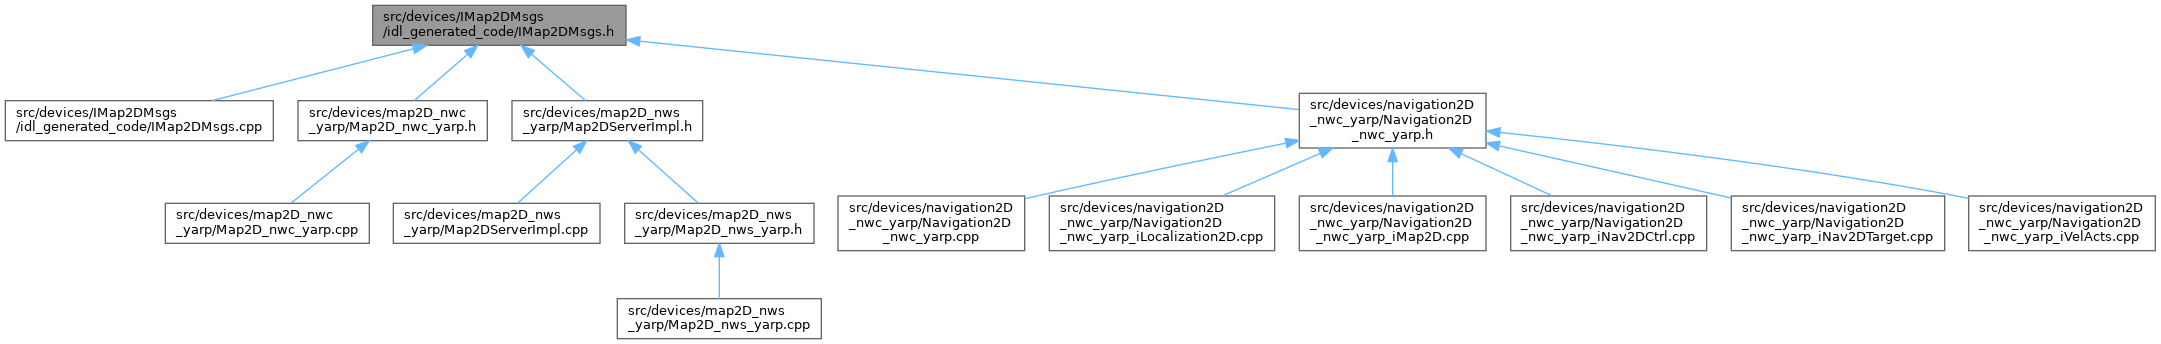 src/devices/IMap2DMsgs
/idl_generated_code/IMap2DMsgs.h
src/devices/IMap2DMsgs
/idl_generated_code/IMap2DMsgs.cpp
src/devices/map2D_nwc
_yarp/Map2D_nwc_yarp.h
src/devices/map2D_nws
_yarp/Map2DServerImpl.h
src/devices/navigation2D
_nwc_yarp/Navigation2D
_nwc_yarp.h
src/devices/map2D_nwc
_yarp/Map2D_nwc_yarp.cpp
src/devices/map2D_nws
_yarp/Map2DServerImpl.cpp
src/devices/map2D_nws
_yarp/Map2D_nws_yarp.h
src/devices/navigation2D
_nwc_yarp/Navigation2D
_nwc_yarp.cpp
src/devices/navigation2D
_nwc_yarp/Navigation2D
_nwc_yarp_iLocalization2D.cpp
src/devices/navigation2D
_nwc_yarp/Navigation2D
_nwc_yarp_iMap2D.cpp
src/devices/navigation2D
_nwc_yarp/Navigation2D
_nwc_yarp_iNav2DCtrl.cpp
src/devices/navigation2D
_nwc_yarp/Navigation2D
_nwc_yarp_iNav2DTarget.cpp
src/devices/navigation2D
_nwc_yarp/Navigation2D
_nwc_yarp_iVelActs.cpp
src/devices/map2D_nws
_yarp/Map2D_nws_yarp.cpp